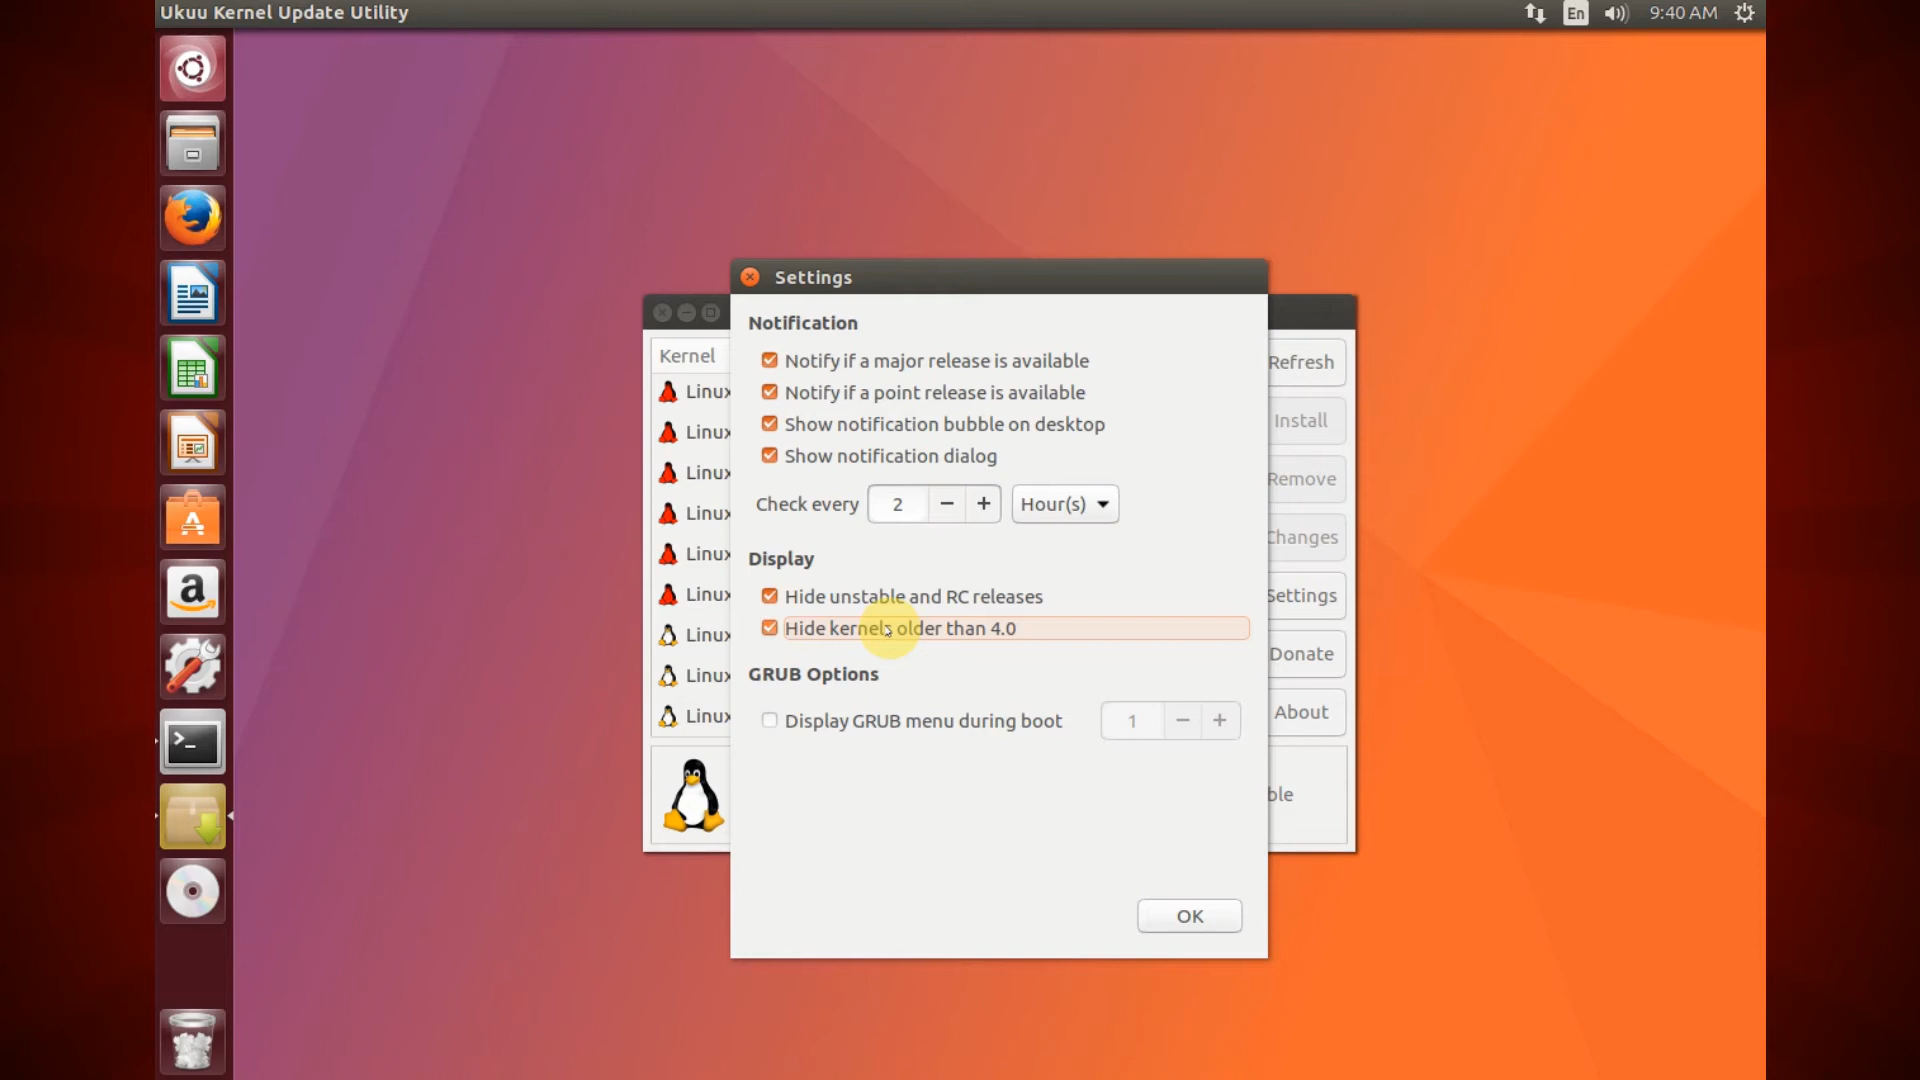 Ukuu Kernel Update Utility
En
9:40 AM
Settings
Notification
Notify if a major release is available
Notify if a point release is available
Show notification bubble on desktop
Show notification dialog
Check every 2 − + Hour(s)
Display
Hide unstable and RC releases
Hide kernels older than 4.0
GRUB Options
Display GRUB menu during boot 1 − +
OK
Kernel
Linux
Linux
Linux
Linux
Linux
Linux
Linux
Linux
Linux
Refresh
Install
Remove
Changes
Settings
Donate
About
ble
a